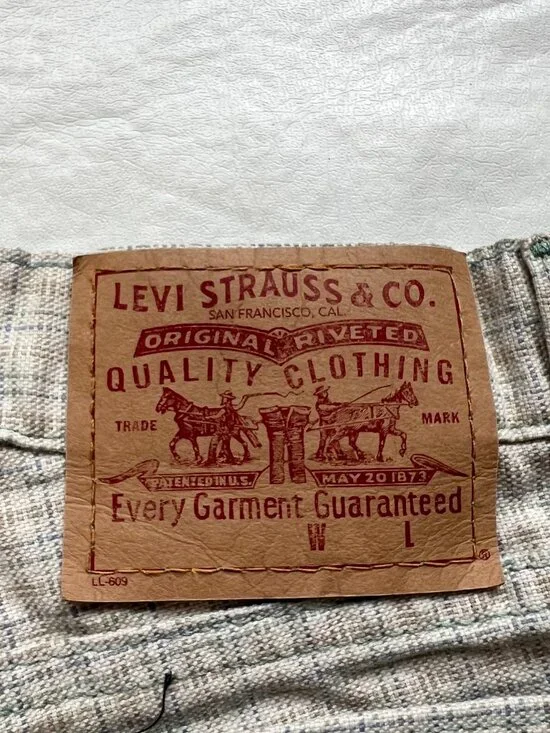 LEVI STRAUSS & CO.
SAN FRANCISCO, CAL.
ORIGINAL RIVETED
QUALITY CLOTHING
TRADE MARK
PATENTED IN U.S. MAY 20 1873
Every Garment Guaranteed
W L
LL-609 ®